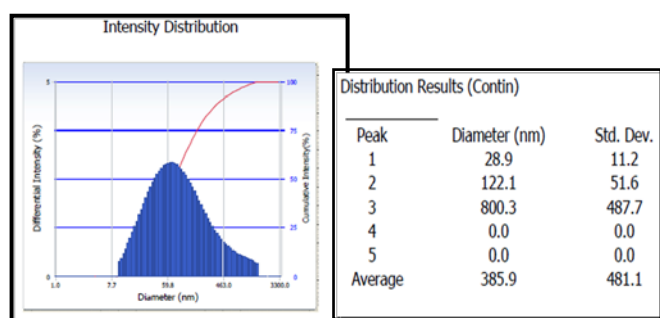 Intensity Distribution
5 100
75
50
25
0 0
1.0 7.7 59.8 463.0 3300.0
Diameter (nm)
Differential Intensity (%)
Cumulative Intensity(%)
Distribution Results (Contin)
Peak Diameter (nm) Std. Dev.
1 28.9 11.2
2 122.1 51.6
3 800.3 487.7
4 0.0 0.0
5 0.0 0.0
Average 385.9 481.1